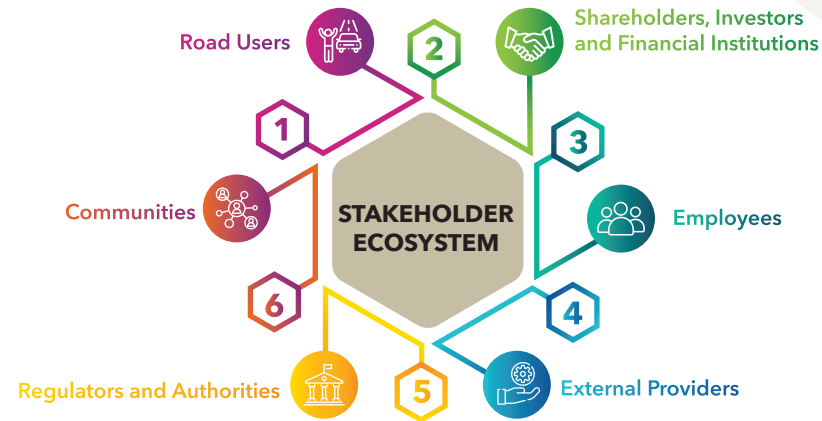 Road Users
1
2
Shareholders, Investors
and Financial Institutions
3
Employees
4
External Providers
5
Regulators and Authorities
6
Communities
STAKEHOLDER
ECOSYSTEM